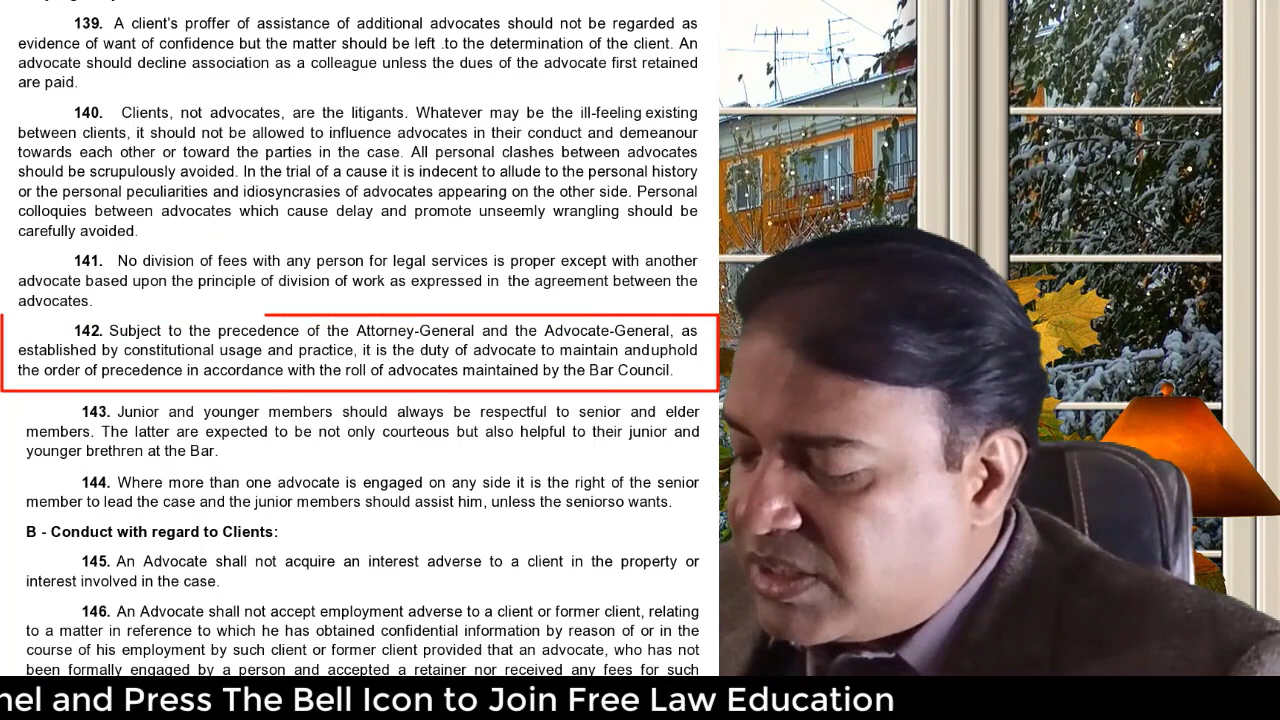 139. A client's proffer of assistance of additional advocates should not be regarded as
evidence of want of confidence but the matter should be left .to the determination of the client. An
advocate should decline association as a colleague unless the dues of the advocate first retained
are paid.
140. Clients, not advocates, are the litigants. Whatever may be the ill-feeling existing
between clients, it should not be allowed to influence advocates in their conduct and demeanour
towards each other or toward the parties in the case. All personal clashes between advocates
should be scrupulously avoided. In the trial of a cause it is indecent to allude to the personal history
or the personal peculiarities and idiosyncrasies of advocates appearing on the other side. Personal
colloquies between advocates which cause delay and promote unseemly wrangling should be
carefully avoided.
141. No division of fees with any person for legal services is proper except with another
advocate based upon the principle of division of work as expressed in the agreement between the
advocates.
142. Subject to the precedence of the Attorney-General and the Advocate-General, as
established by constitutional usage and practice, it is the duty of advocate to maintain anduphold
the order of precedence in accordance with the roll of advocates maintained by the Bar Council.
143. Junior and younger members should always be respectful to senior and elder
members. The latter are expected to be not only courteous but also helpful to their junior and
younger brethren at the Bar.
144. Where more than one advocate is engaged on any side it is the right of the senior
member to lead the case and the junior members should assist him, unless the seniorso wants.
B - Conduct with regard to Clients:
145. An Advocate shall not acquire an interest adverse to a client in the property or
interest involved in the case.
146. An Advocate shall not accept employment adverse to a client or former client, relating
to a matter in reference to which he has obtained confidential information by reason of or in the
course of his employment by such client or former client provided that an advocate, who has not
been formally engaged by a person and accepted a retainer nor received any fees for such
nel and Press The Bell Icon to Join Free Law Education